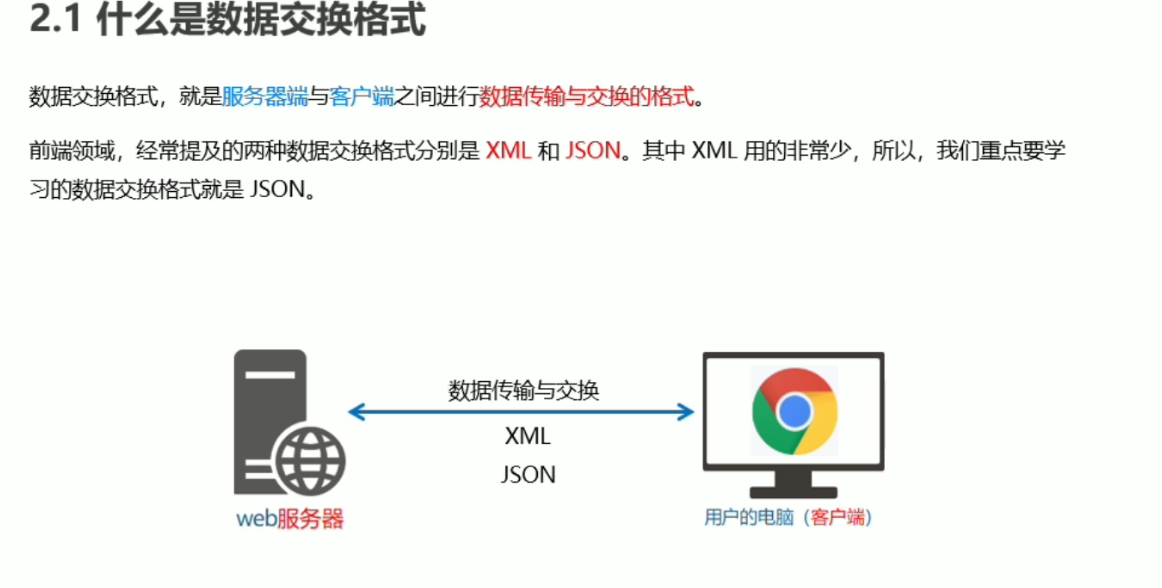 2.1 什么是数据交换格式
数据交换格式，就是服务器端与客户端之间进行数据传输与交换的格式。
前端领域，经常提及的两种数据交换格式分别是 XML 和 JSON。其中 XML 用的非常少，所以，我们重点要学
习的数据交换格式就是 JSON。
数据传输与交换
XML
JSON
web服务器
用户的电脑（客户端）